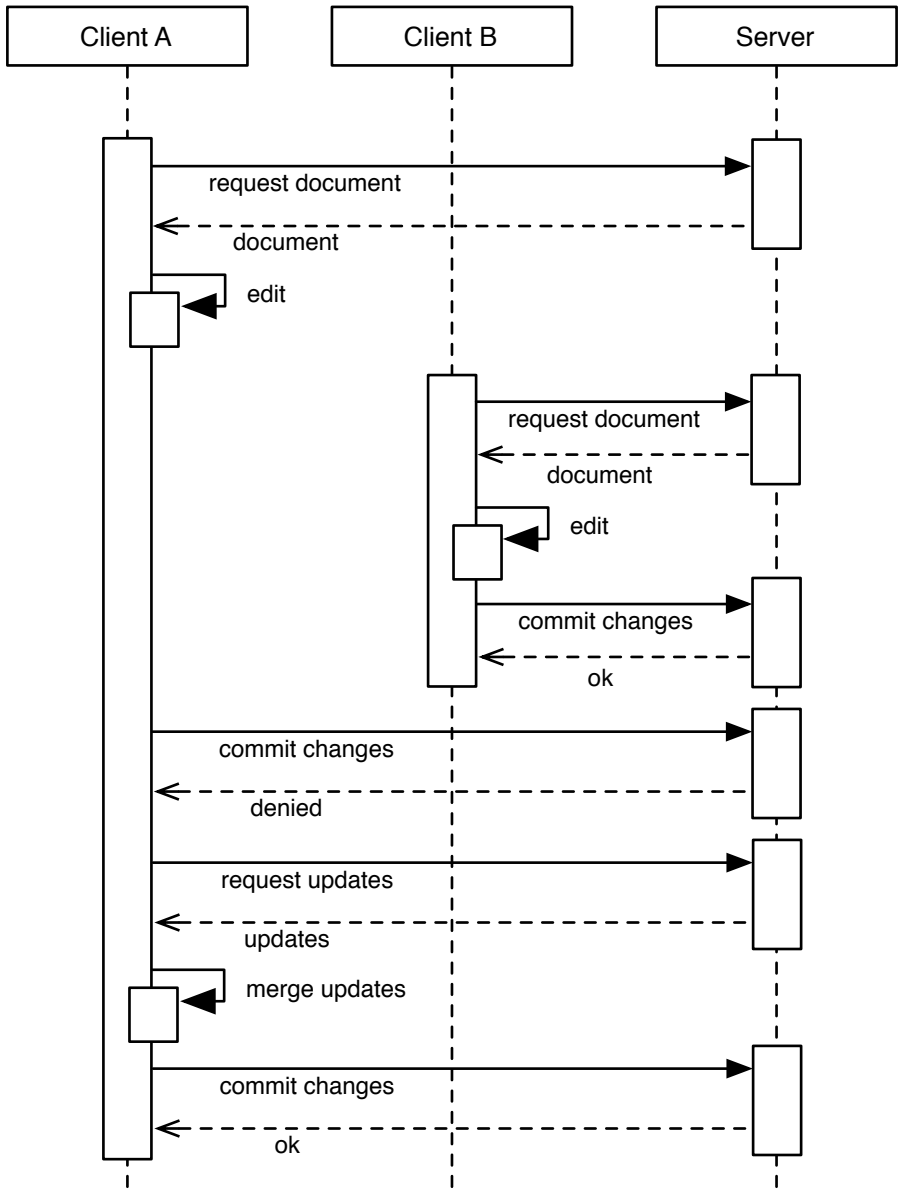 Client A
Client B
Server
request document
document
edit
request document
document
edit
commit changes
ok
commit changes
denied
request updates
updates
merge updates
commit changes
ok